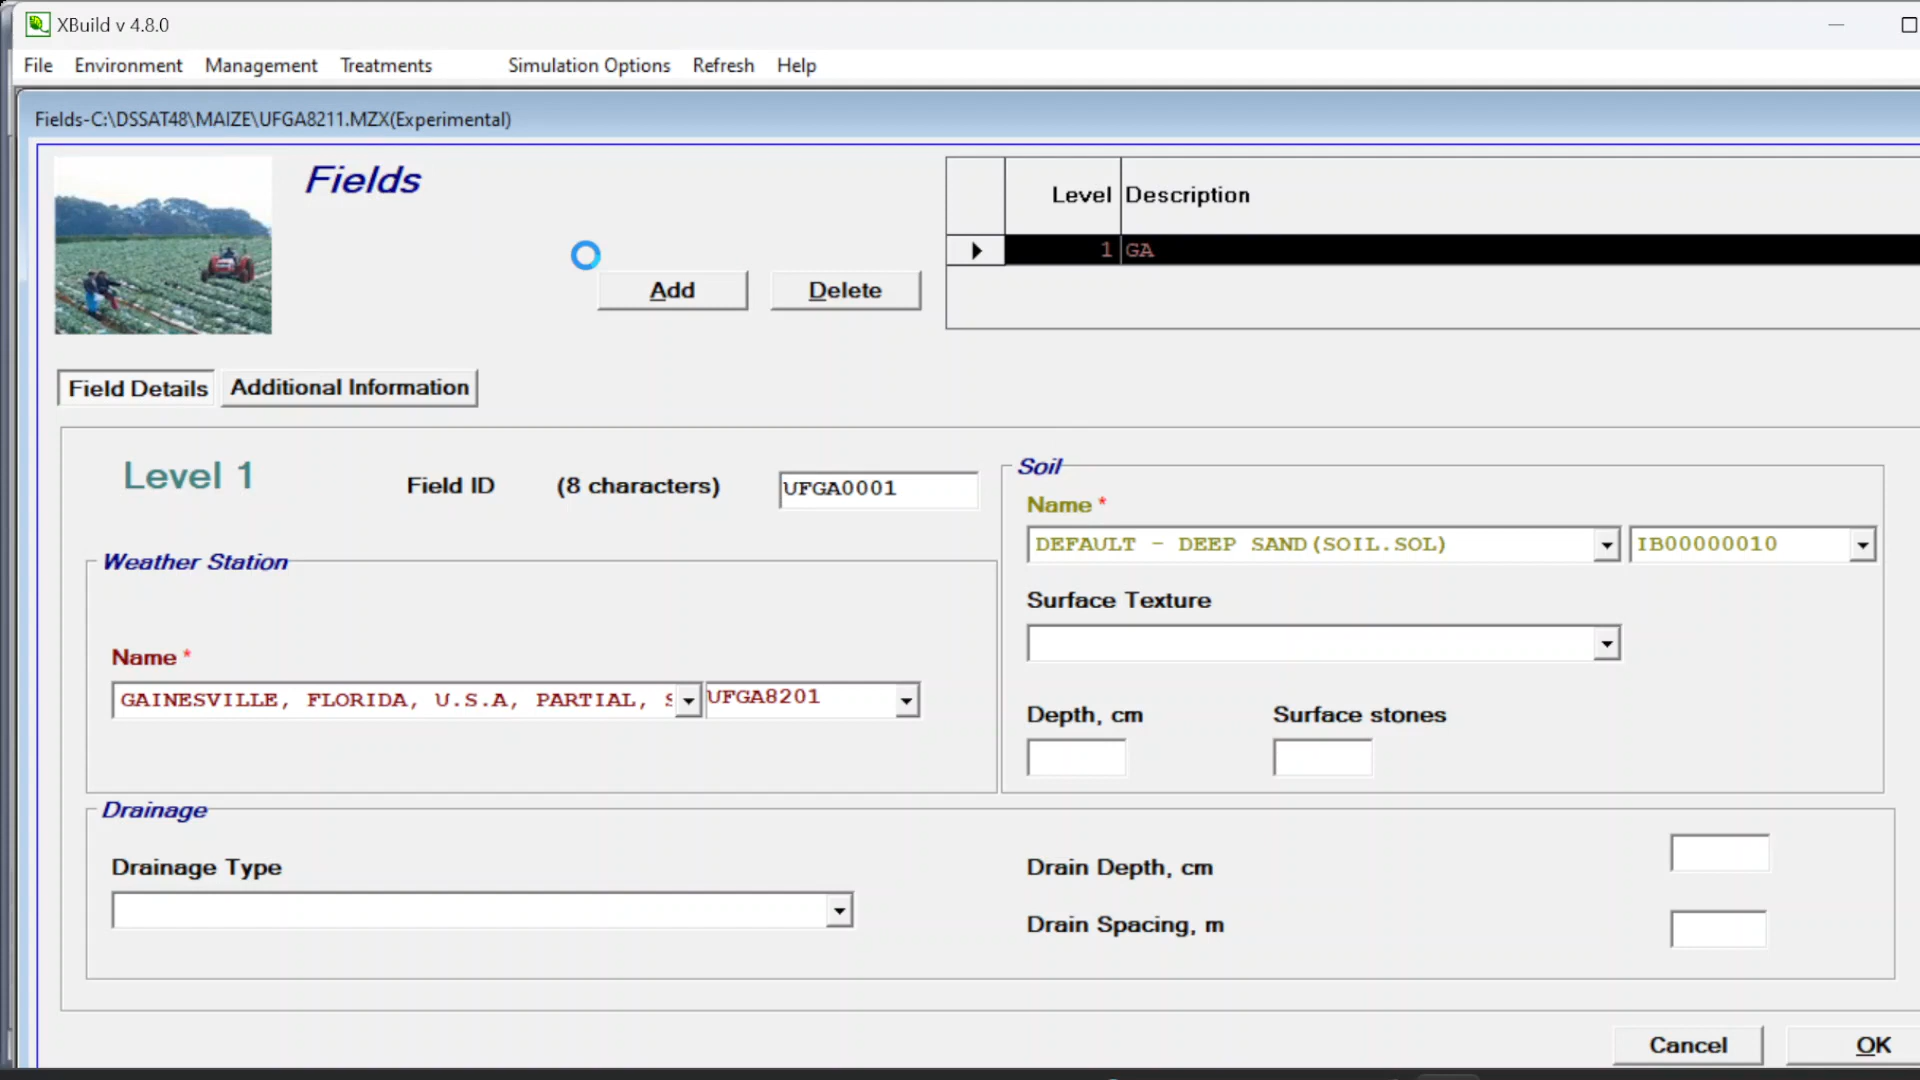 XBuild v 4.8.0
File Environment Management Treatments Simulation Options Refresh Help
Fields-C:\DSSAT48\MAIZE\UFGA8211.MZX(Experimental)
Fields
Add Delete
Level Description
1 GA
Field Details Additional Information
Level 1
Field ID (8 characters) UFGA0001
Weather Station
Name *
GAINESVILLE, FLORIDA, U.S.A, PARTIAL, UFGA8201
Soil
Name *
DEFAULT - DEEP SAND(SOIL.SOL) IB00000010
Surface Texture
Depth, cm Surface stones
Drainage
Drainage Type
Drain Depth, cm
Drain Spacing, m
Cancel OK